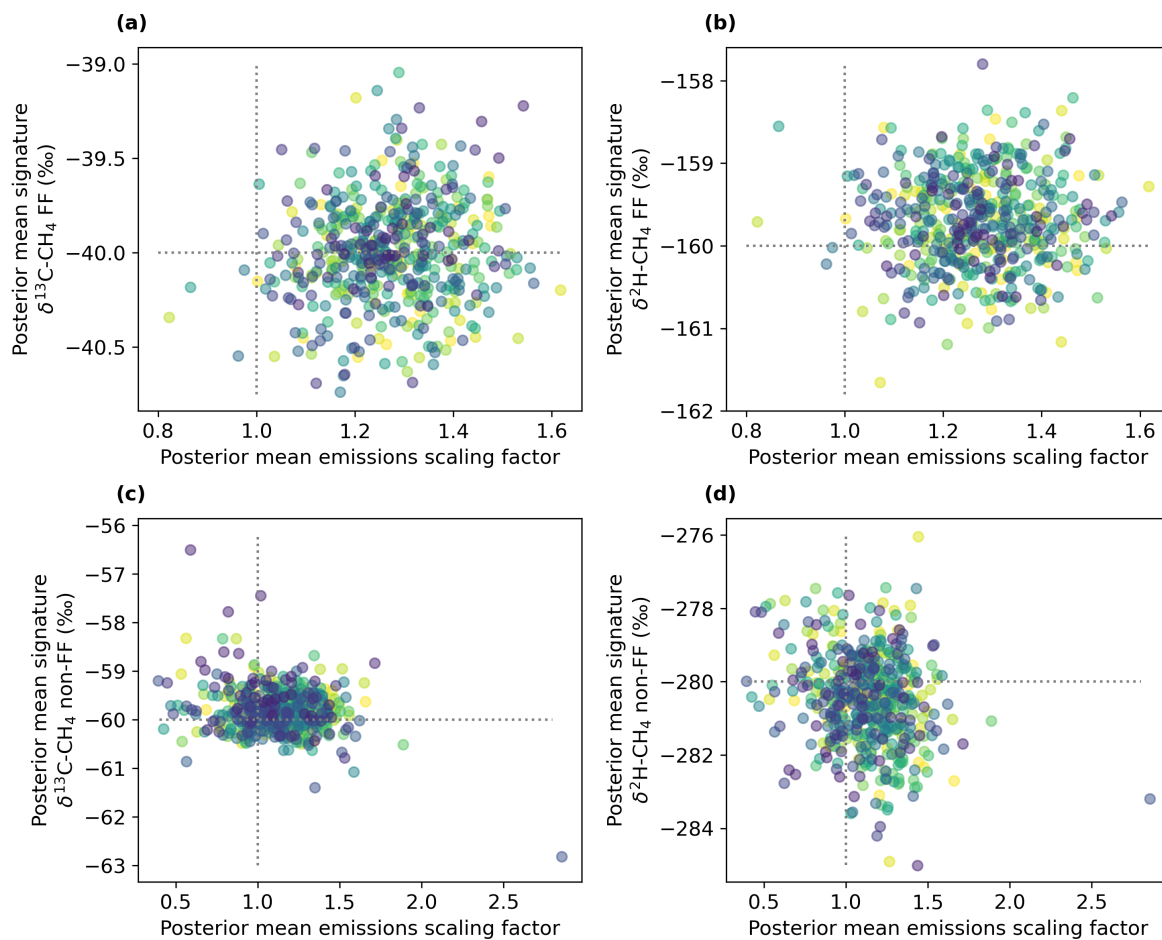 (a)
Posterior mean signature
δ¹³C-CH₄ FF (‰)
−39.0
−39.5
−40.0
−40.5
0.8 1.0 1.2 1.4 1.6
Posterior mean emissions scaling factor
(b)
Posterior mean signature
δ²H-CH₄ FF (‰)
−158
−159
−160
−161
−162
0.8 1.0 1.2 1.4 1.6
Posterior mean emissions scaling factor
(c)
Posterior mean signature
δ¹³C-CH₄ non-FF (‰)
−56
−57
−58
−59
−60
−61
−62
−63
0.5 1.0 1.5 2.0 2.5
Posterior mean emissions scaling factor
(d)
Posterior mean signature
δ²H-CH₄ non-FF (‰)
−276
−278
−280
−282
−284
0.5 1.0 1.5 2.0 2.5
Posterior mean emissions scaling factor